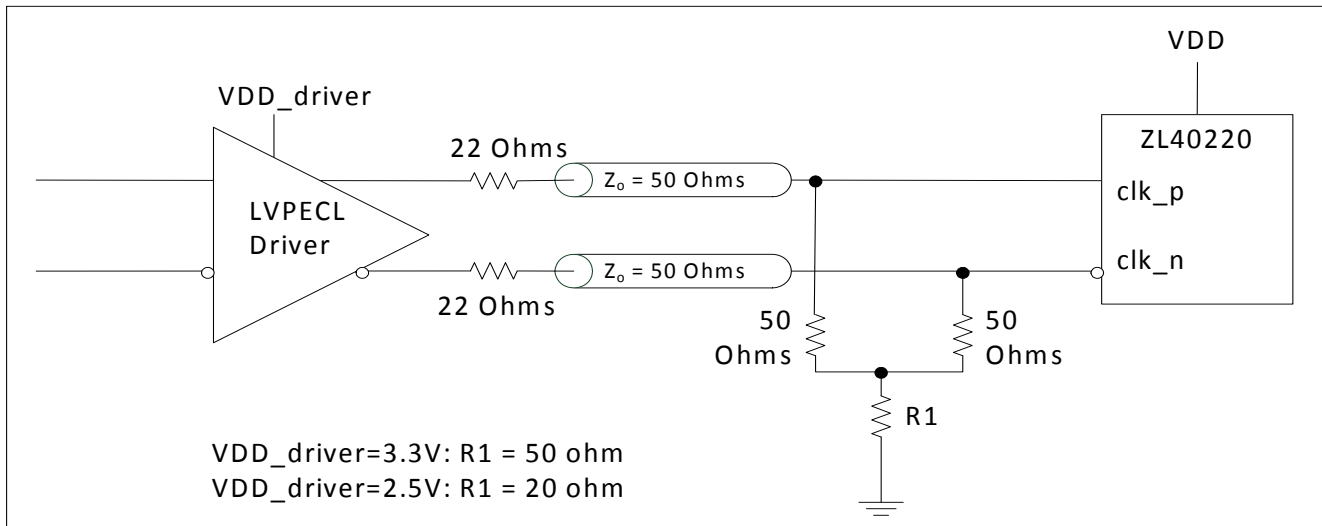 VDD
VDD_driver
ZL40220
22 Ohms
Zo = 50 Ohms
clk_p
LVPECL
Driver
clk_n
Zo = 50 Ohms
22 Ohms
50
Ohms
50
Ohms
R1
VDD_driver=3.3V: R1 = 50 ohm
VDD_driver=2.5V: R1 = 20 ohm